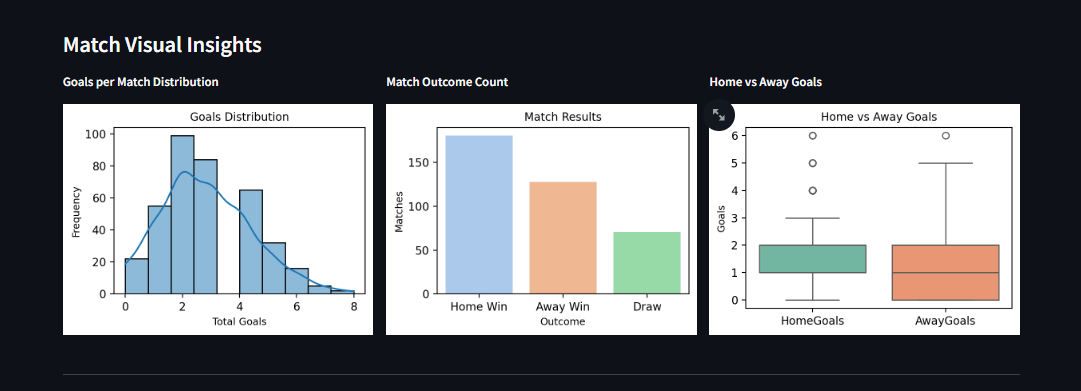 Match Visual Insights
Goals per Match Distribution
Match Outcome Count
Home vs Away Goals
Goals Distribution
100
80
60
40
20
0
Frequency
0 2 4 6 8
Total Goals
Match Results
150
100
50
0
Matches
Home Win Away Win Draw
Outcome
Home vs Away Goals
6
5
4
3
2
1
0
Goals
HomeGoals AwayGoals